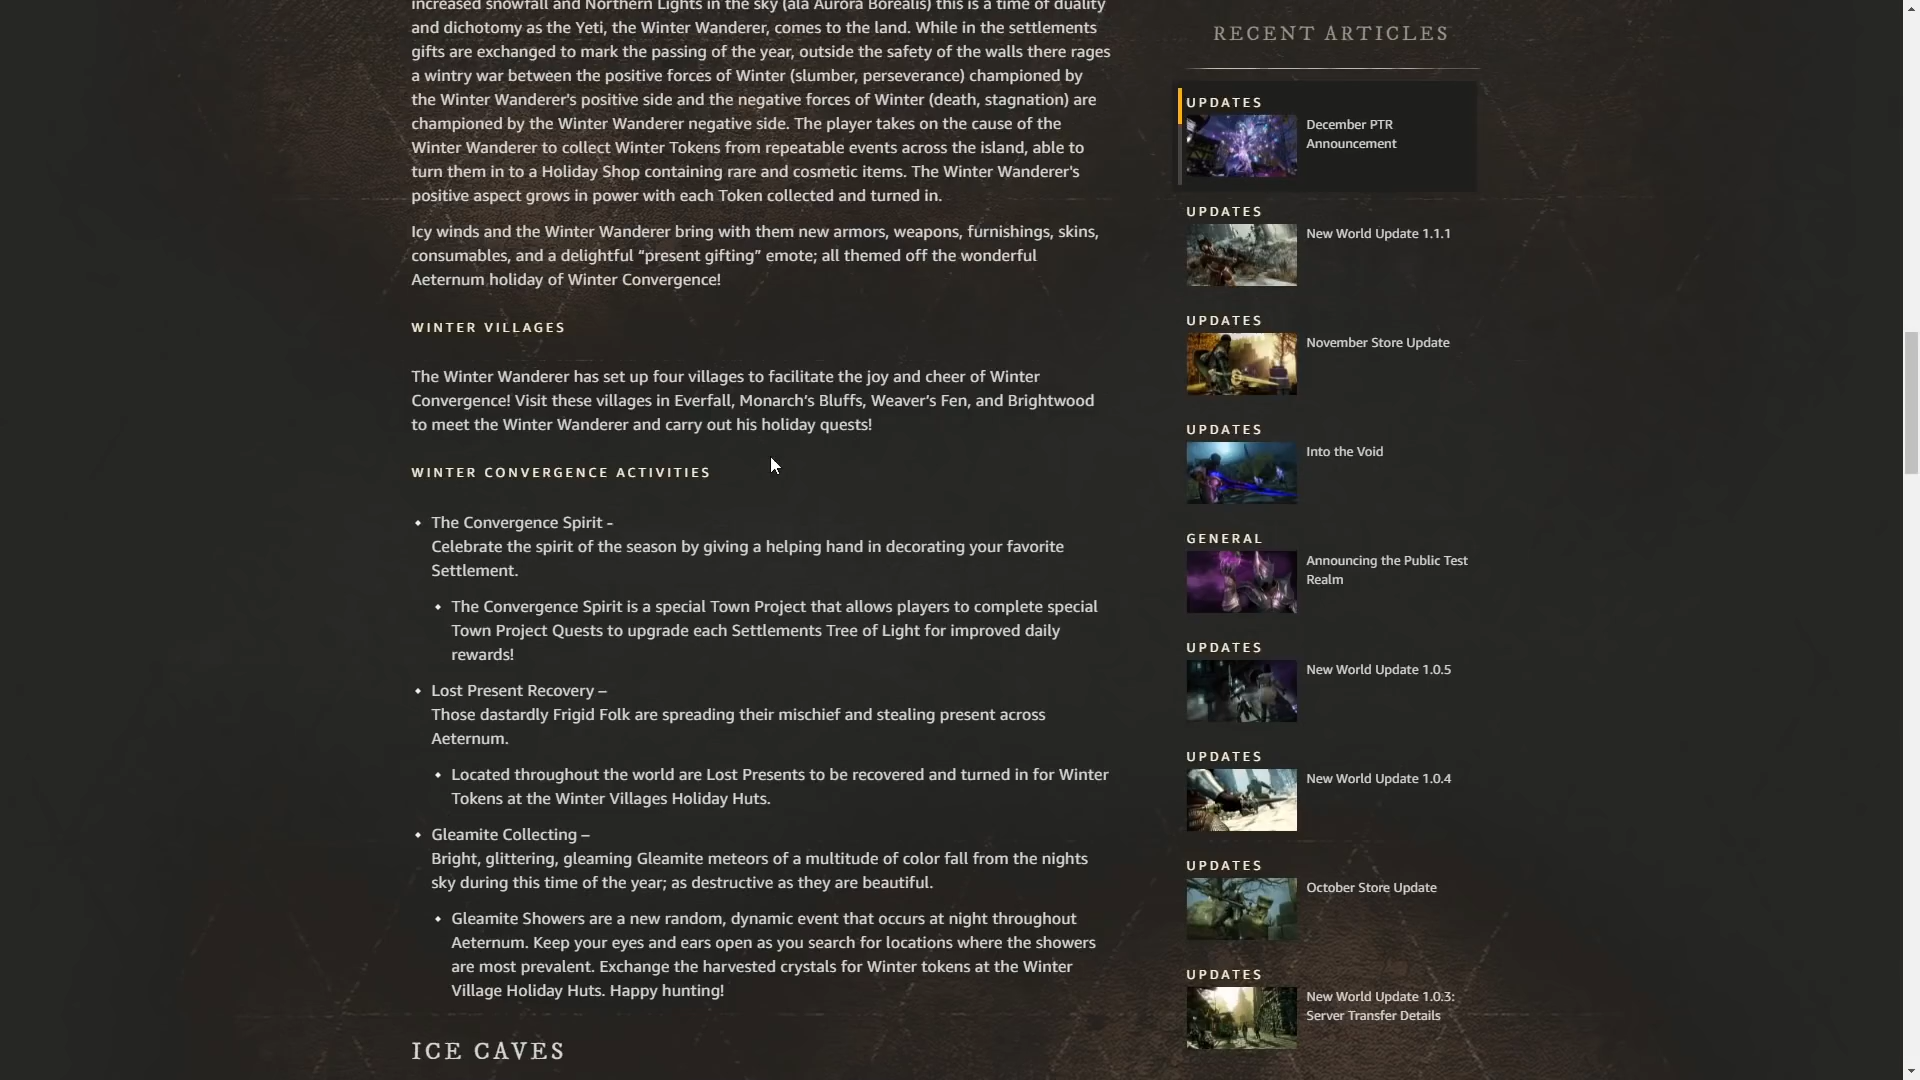 increased snowfall and Northern Lights in the sky (ala Aurora Borealis) this is a time of duality
and dichotomy as the Yeti, the Winter Wanderer, comes to the land. While in the settlements
gifts are exchanged to mark the passing of the year, outside the safety of the walls there rages
a wintry war between the positive forces of Winter (slumber, perseverance) championed by
the Winter Wanderer's positive side and the negative forces of Winter (death, stagnation) are
championed by the Winter Wanderer negative side. The player takes on the cause of the
Winter Wanderer to collect Winter Tokens from repeatable events across the island, able to
turn them in to a Holiday Shop containing rare and cosmetic items. The Winter Wanderer's
positive aspect grows in power with each Token collected and turned in.
Icy winds and the Winter Wanderer bring with them new armors, weapons, furnishings, skins,
consumables, and a delightful “present gifting” emote; all themed off the wonderful
Aeternum holiday of Winter Convergence!
WINTER VILLAGES
The Winter Wanderer has set up four villages to facilitate the joy and cheer of Winter
Convergence! Visit these villages in Everfall, Monarch’s Bluffs, Weaver’s Fen, and Brightwood
to meet the Winter Wanderer and carry out his holiday quests!
WINTER CONVERGENCE ACTIVITIES
The Convergence Spirit -
Celebrate the spirit of the season by giving a helping hand in decorating your favorite
Settlement.
The Convergence Spirit is a special Town Project that allows players to complete special
Town Project Quests to upgrade each Settlements Tree of Light for improved daily
rewards!
Lost Present Recovery –
Those dastardly Frigid Folk are spreading their mischief and stealing present across
Aeternum.
Located throughout the world are Lost Presents to be recovered and turned in for Winter
Tokens at the Winter Villages Holiday Huts.
Gleamite Collecting –
Bright, glittering, gleaming Gleamite meteors of a multitude of color fall from the nights
sky during this time of the year; as destructive as they are beautiful.
Gleamite Showers are a new random, dynamic event that occurs at night throughout
Aeternum. Keep your eyes and ears open as you search for locations where the showers
are most prevalent. Exchange the harvested crystals for Winter tokens at the Winter
Village Holiday Huts. Happy hunting!
ICE CAVES
RECENT ARTICLES
UPDATES
December PTR
Announcement
UPDATES
New World Update 1.1.1
UPDATES
November Store Update
UPDATES
Into the Void
GENERAL
Announcing the Public Test
Realm
UPDATES
New World Update 1.0.5
UPDATES
New World Update 1.0.4
UPDATES
October Store Update
UPDATES
New World Update 1.0.3:
Server Transfer Details